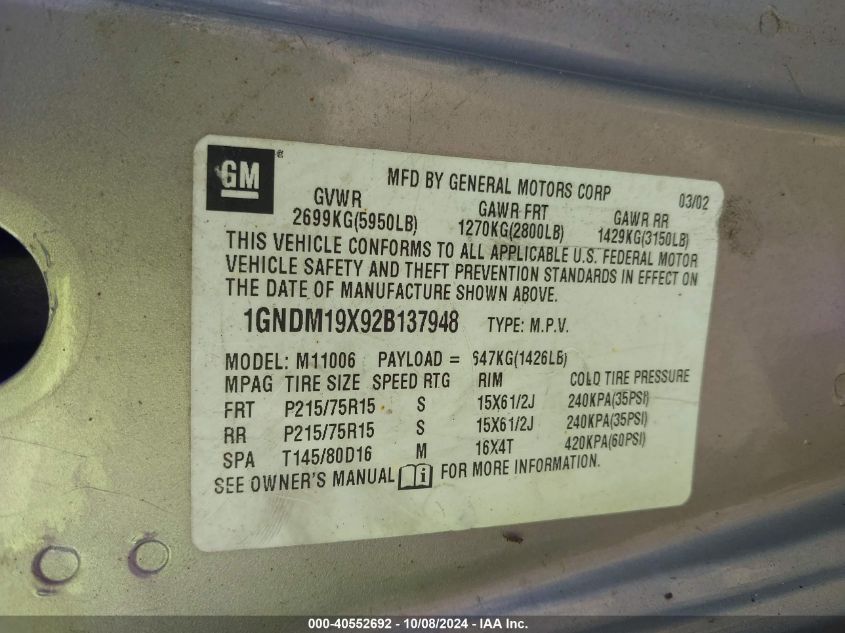 GM®
MFD BY GENERAL MOTORS CORP 03/02
GVWR GAWR FRT GAWR RR
2699KG(5950LB) 1270KG(2800LB) 1429KG(3150LB)
THIS VEHICLE CONFORMS TO ALL APPLICABLE U.S. FEDERAL MOTOR
VEHICLE SAFETY AND THEFT PREVENTION STANDARDS IN EFFECT ON
THE DATE OF MANUFACTURE SHOWN ABOVE.
1GNDM19X92B137948 TYPE: M.P.V.
MODEL: M11006 PAYLOAD = 647KG(1426LB)
MPAG TIRE SIZE SPEED RTG RIM COLD TIRE PRESSURE
FRT P215/75R15 S 15X61/2J 240KPA(35PSI)
RR P215/75R15 S 15X61/2J 240KPA(35PSI)
SPA T145/80D16 M 16X4T 420KPA(60PSI)
SEE OWNER'S MANUAL i FOR MORE INFORMATION.
000-40552692 - 10/08/2024 - IAA Inc.